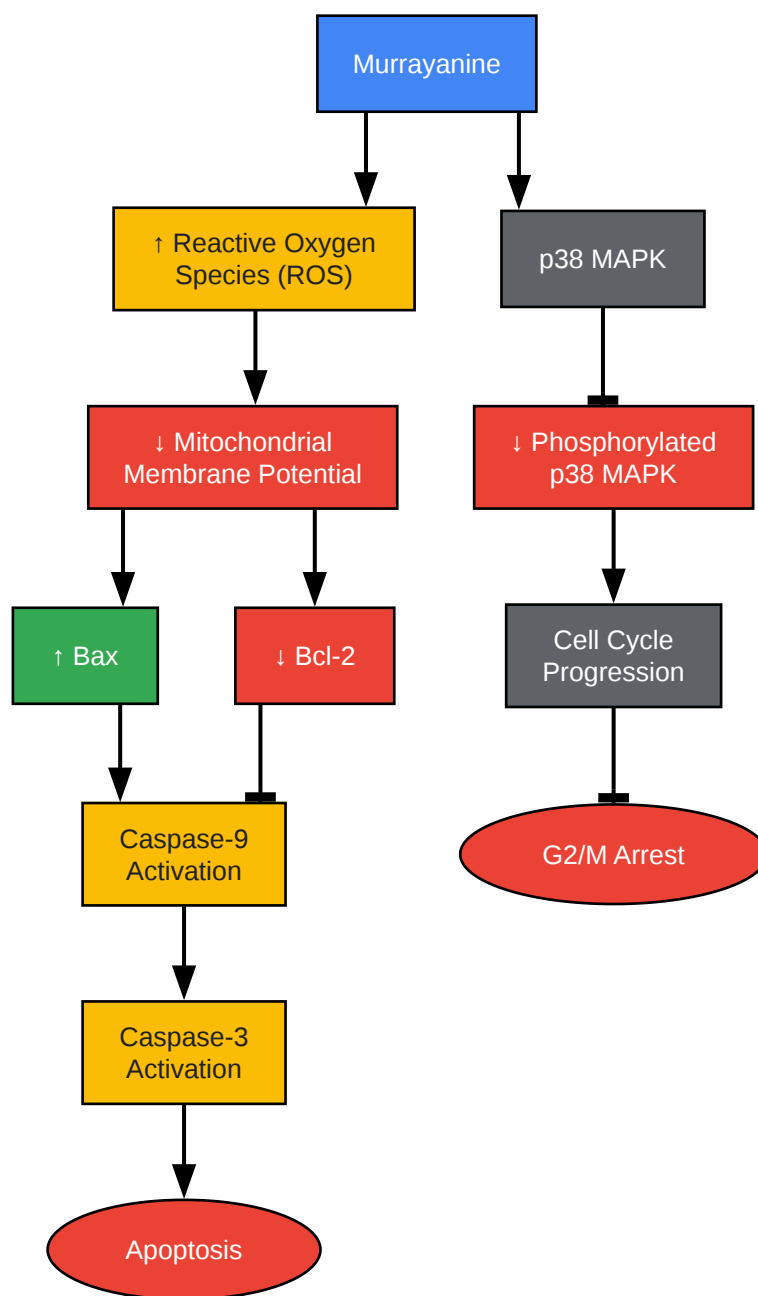 Murrayanine
↑ Reactive Oxygen
Species (ROS)
p38 MAPK
↓ Mitochondrial
Membrane Potential
↓ Phosphorylated
p38 MAPK
↑ Bax
↓ Bcl-2
Cell Cycle
Progression
Caspase-9
Activation
G2/M Arrest
Caspase-3
Activation
Apoptosis